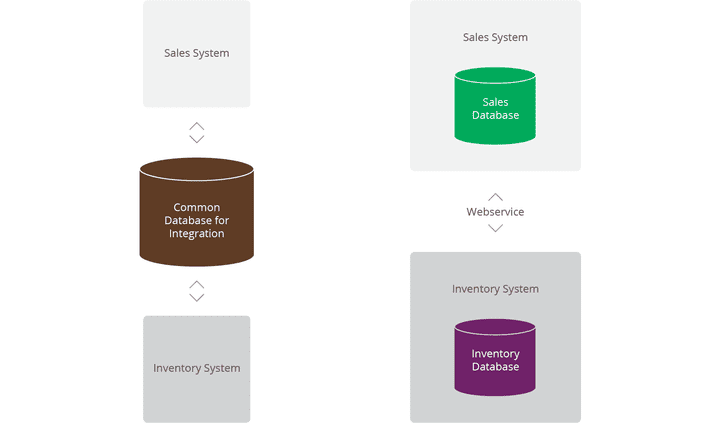 Sales System
Common
Database for
Integration
Inventory System
Sales System
Sales
Database
Webservice
Inventory System
Inventory
Database